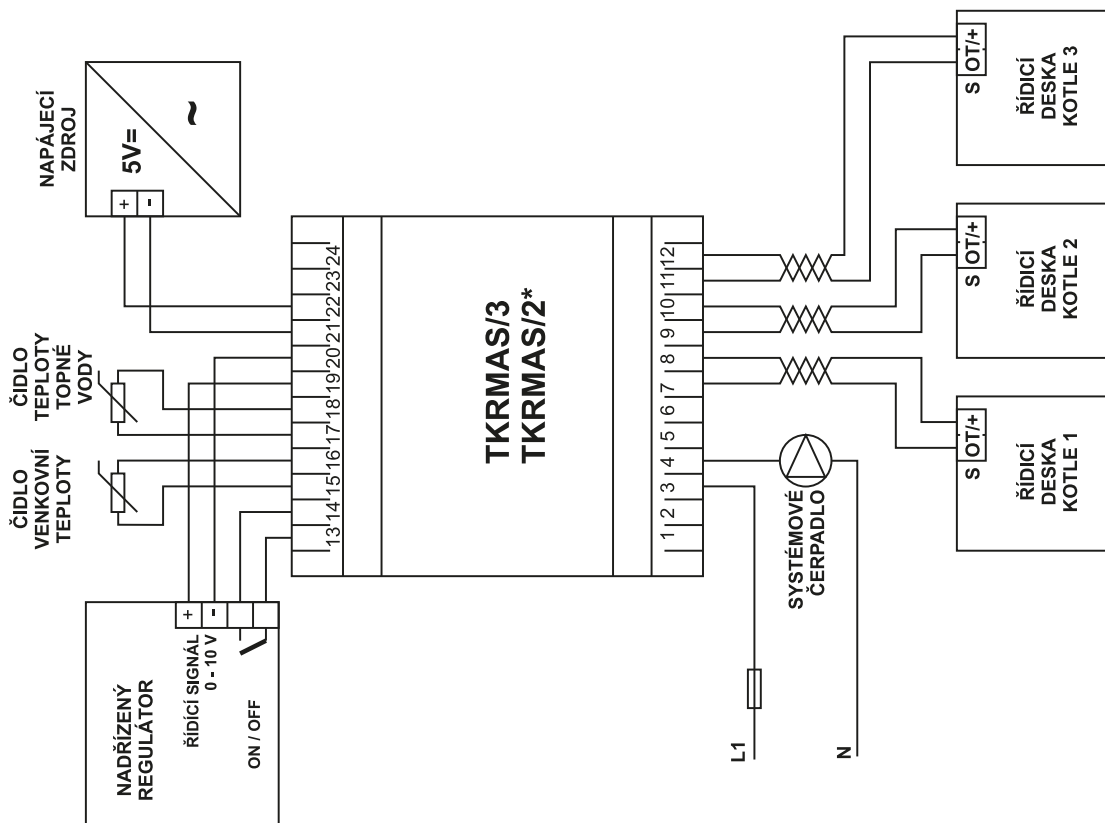 NAPÁJECÍ
ZDROJ
5V=
~
+
-
ČIDLO
TEPLOTY
TOPNÉ
VODY
ČIDLO
VENKOVNÍ
TEPLOTY
NADŘÍZENÝ
REGULÁTOR
ŘÍDÍCÍ SIGNÁL
0 - 10 V
+
-
ON / OFF
13 14 15 16 17 18 19 20 21 22 23 24
TKRMAS/3
TKRMAS/2*
1 2 3 4 5 6 7 8 9 10 11 12
L1
N
SYSTÉMOVÉ
ČERPADLO
S OT/+
ŘÍDICÍ
DESKA
KOTLE 1
S OT/+
ŘÍDICÍ
DESKA
KOTLE 2
S OT/+
ŘÍDICÍ
DESKA
KOTLE 3